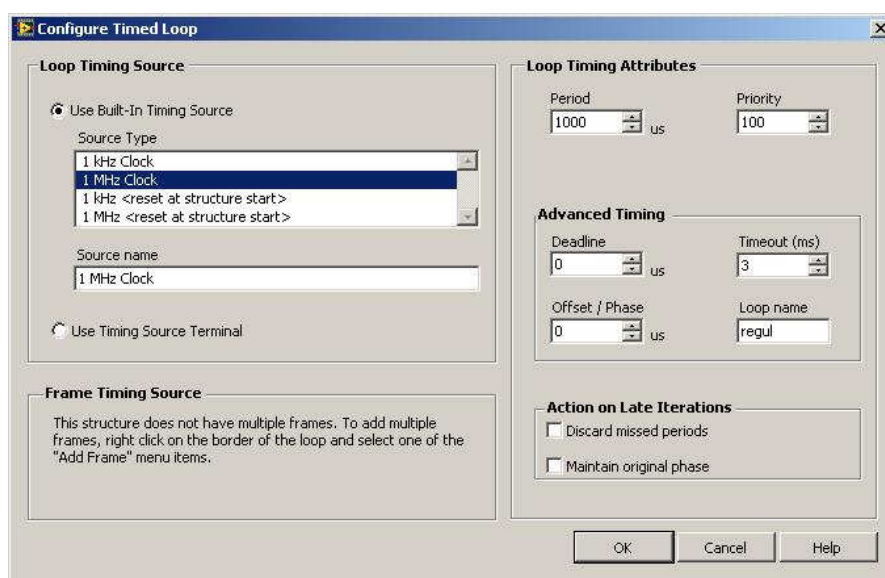 Configure Timed Loop
Loop Timing Source
Use Built-In Timing Source
Source Type
1 kHz Clock
1 MHz Clock
1 kHz <reset at structure start>
1 MHz <reset at structure start>
Source name
1 MHz Clock
Use Timing Source Terminal
Frame Timing Source
This structure does not have multiple frames. To add multiple
frames, right click on the border of the loop and select one of the
"Add Frame" menu items.
Loop Timing Attributes
Period
1000 us
Priority
100
Advanced Timing
Deadline
0 us
Timeout (ms)
3
Offset / Phase
0 us
Loop name
regul
Action on Late Iterations
Discard missed periods
Maintain original phase
OK
Cancel
Help